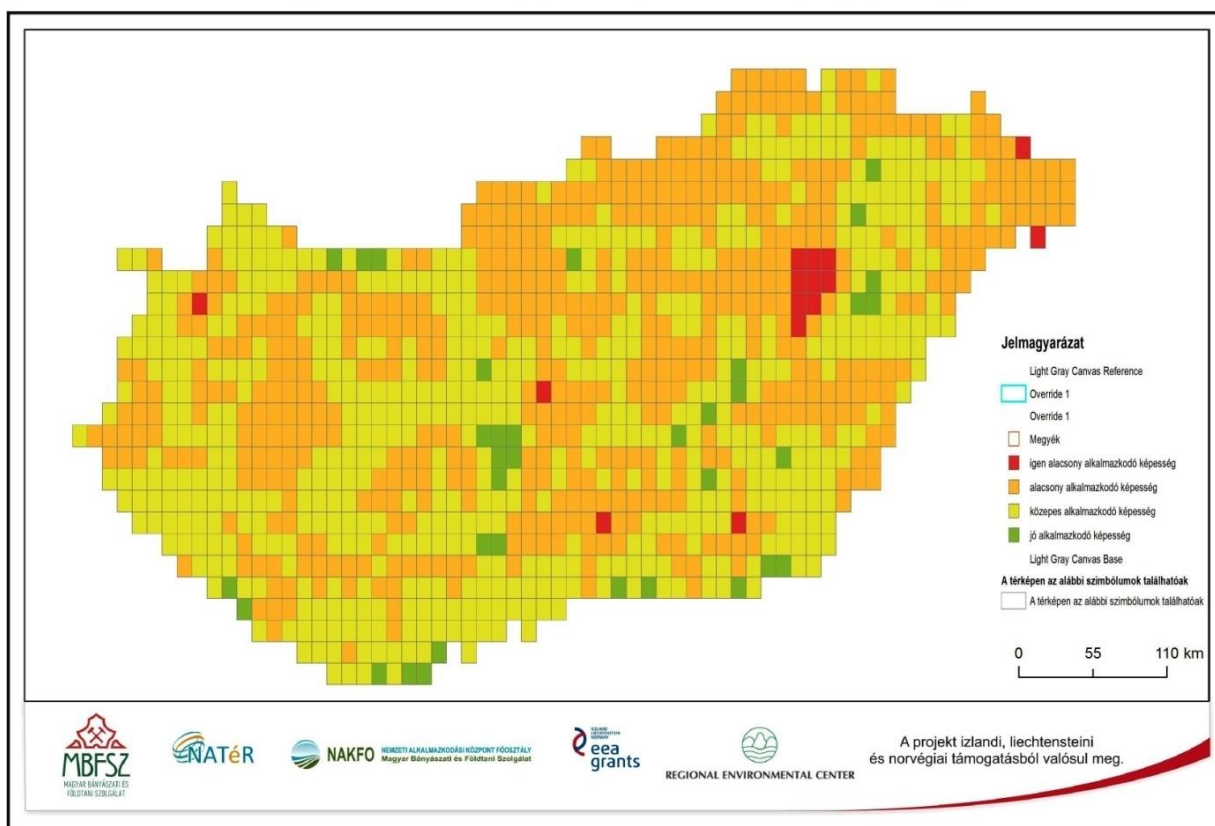 Jelmagyarázat
Light Gray Canvas Reference
Override 1
Override 1
Megyék
igen alacsony alkalmazkodó képesség
alacsony alkalmazkodó képesség
közepes alkalmazkodó képesség
jó alkalmazkodó képesség
Light Gray Canvas Base
A térképen az alábbi szimbólumok találhatóak
A térképen az alábbi szimbólumok találhatóak
0 55 110 km
MBFSZ
MAGYAR BÁNYÁSZATI ÉS
FÖLDTANI SZOLGÁLAT
NATéR
NAKFO
NEMZETI ALKALMAZKODÁSI KÖZPONT FŐOSZTÁLY
Magyar Bányászati és Földtani Szolgálat
ICELAND
LIECHTENSTEIN
NORWAY
eea
grants
REGIONAL ENVIRONMENTAL CENTER
A projekt izlandi, liechtensteini
és norvégiai támogatásból valósul meg.